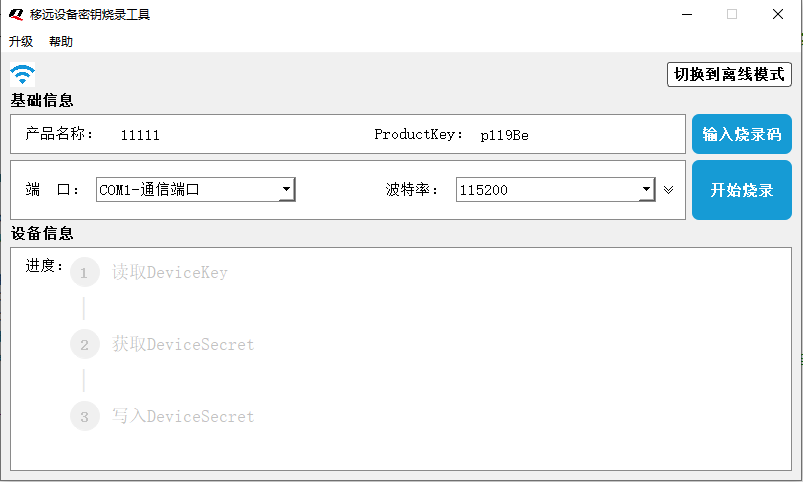 移远设备密钥烧录工具
升级 帮助
切换到离线模式
基础信息
产品名称： 11111 ProductKey： p119Be 输入烧录码
端 口： COM1-通信端口 波特率： 115200 开始烧录
设备信息
进度： 1 读取DeviceKey
2 获取DeviceSecret
3 写入DeviceSecret